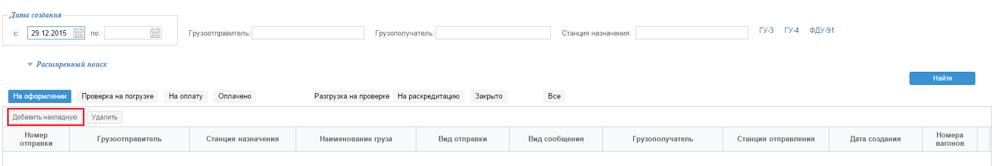 Дата создания
с: 29.12.2015 по: Грузоотправитель: Грузополучатель: Станция назначения: ГУ-3 ГУ-4 ФДУ-91
Расширенный поиск
Найти
На оформлении Проверка на погрузке На оплату Оплачено Разгрузка на проверке На раскредитацию Закрыто Все
Добавить накладную Удалить
Номер отправки Грузоотправитель Станция назначения Наименование груза Вид отправки Вид сообщения Грузополучатель Станция отправления Дата создания Номера вагонов